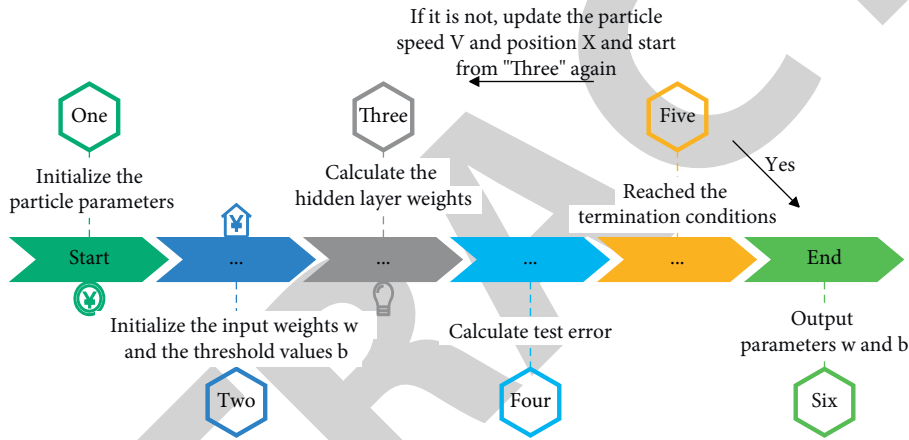 If it is not, update the particle
speed V and position X and start
from "Three" again
One
Three
Five
Yes
Initialize the
particle parameters
Calculate the
hidden layer weights
Reached the
termination conditions
¥
Start
...
...
...
...
End
¥
Initialize the input weights w
and the threshold values b
Calculate test error
Output
parameters w and b
Two
Four
Six